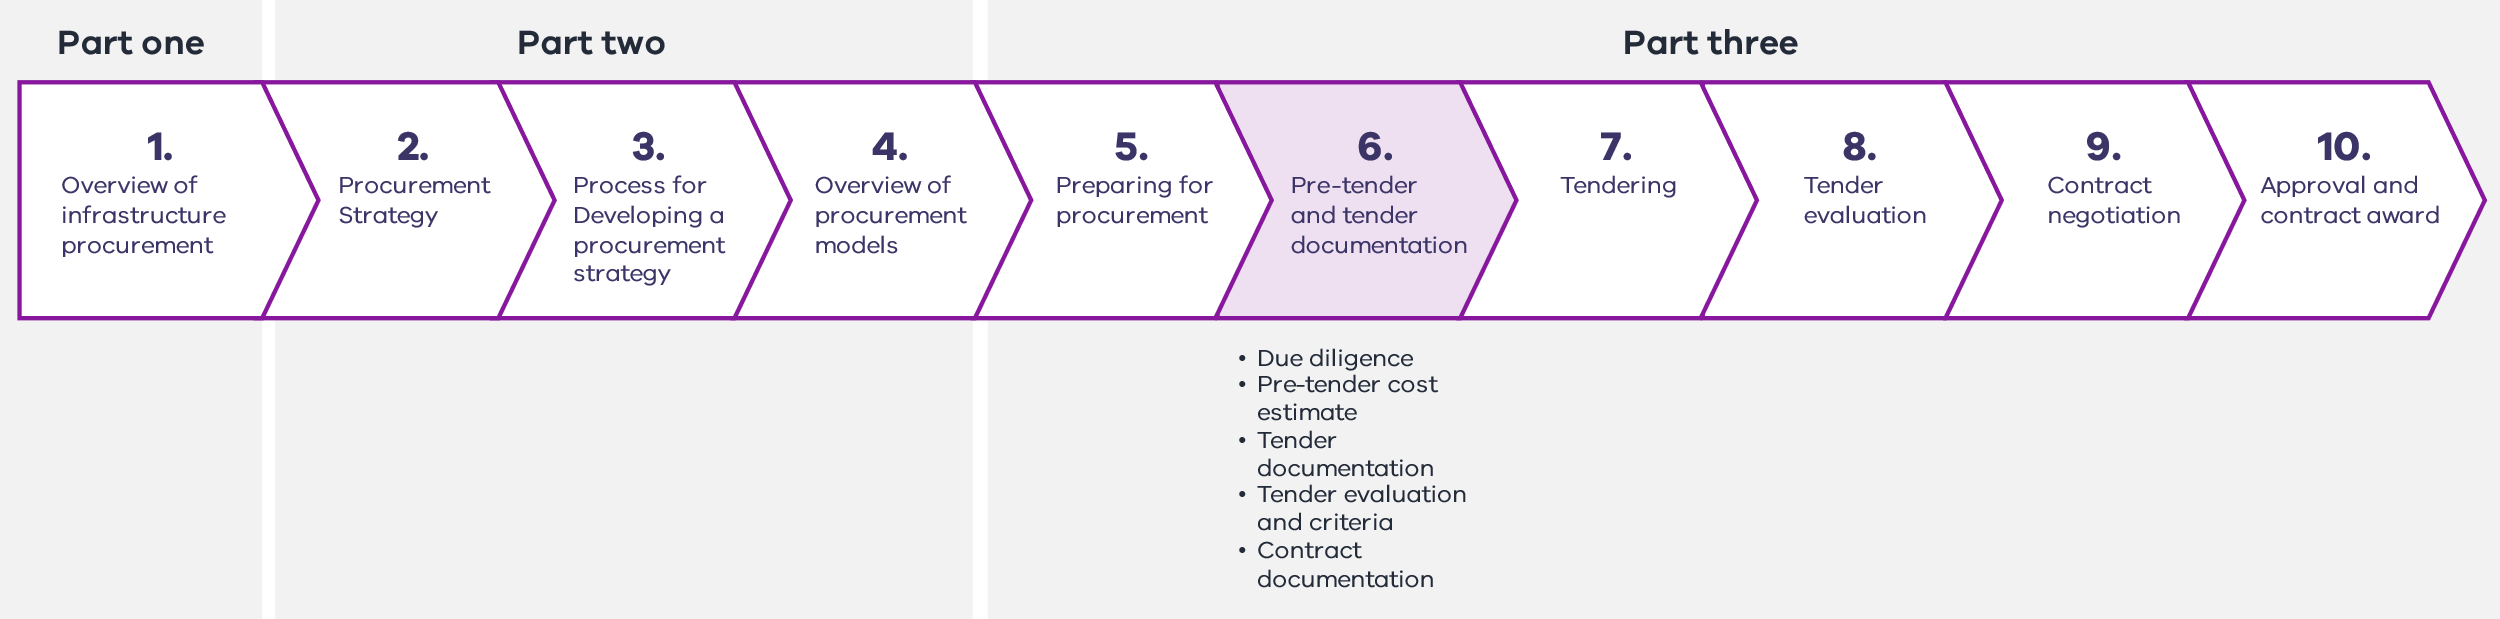 Part one
Part two
Part three
1.
Overview of
infrastructure
procurement
2.
Procurement
Strategy
3.
Process for
Developing a
procurement
strategy
4.
Overview of
procurement
models
5.
Preparing for
procurement
6.
Pre-tender
and tender
documentation
7.
Tendering
8.
Tender
evaluation
9.
Contract
negotiation
10.
Approval and
contract award
• Due diligence
• Pre-tender cost
estimate
• Tender
documentation
• Tender evaluation
and criteria
• Contract
documentation